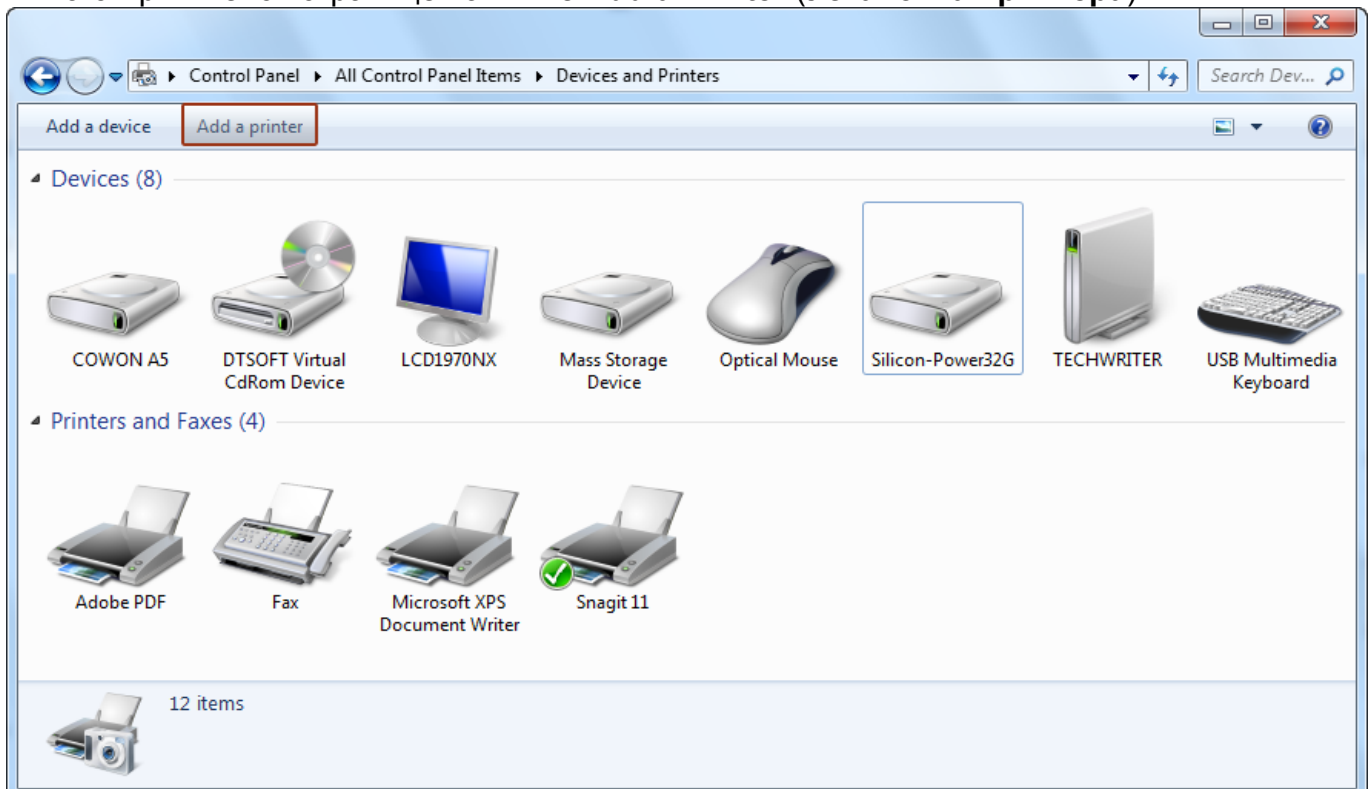 Control Panel ▸ All Control Panel Items ▸ Devices and Printers
Search Dev...
Add a device Add a printer
Devices (8)
COWON A5
DTSOFT Virtual
CdRom Device
LCD1970NX
Mass Storage
Device
Optical Mouse
Silicon-Power32G
TECHWRITER
USB Multimedia
Keyboard
Printers and Faxes (4)
Adobe PDF
Fax
Microsoft XPS
Document Writer
Snagit 11
12 items